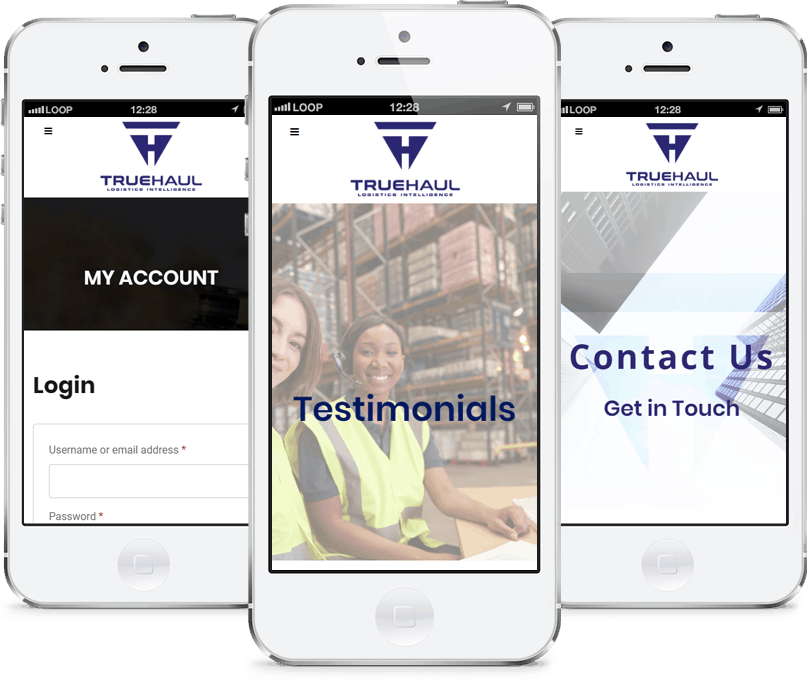 LOOP 12:28
TRUEHAUL
LOGISTICS INTELLIGENCE
MY ACCOUNT
Login
Username or email address *
Password *
LOOP 12:28
TRUEHAUL
LOGISTICS INTELLIGENCE
Testimonials
LOOP 12:28
TRUEHAUL
LOGISTICS INTELLIGENCE
Contact Us
Get in Touch